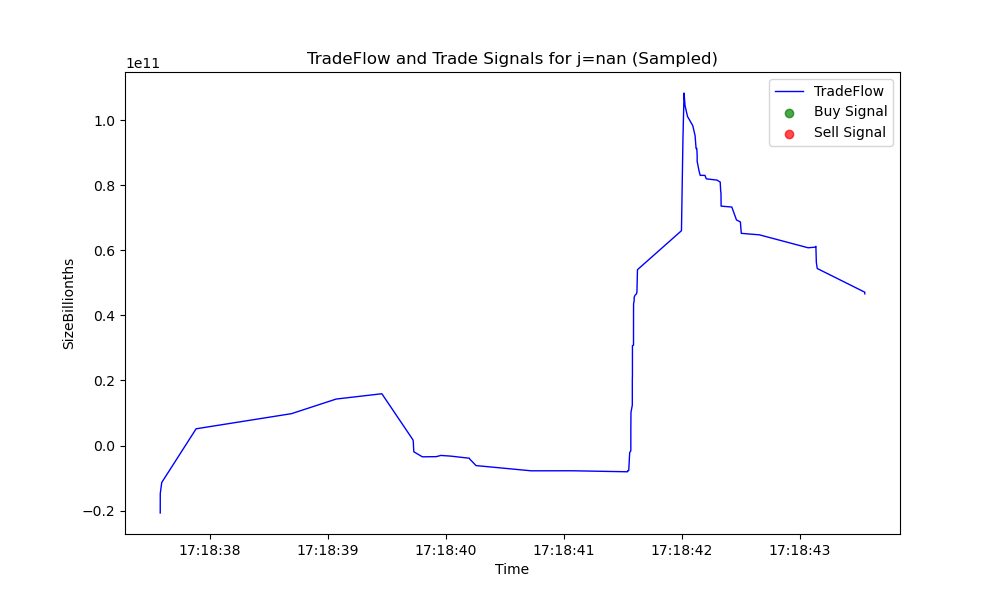 TradeFlow and Trade Signals for j=nan (Sampled)
1e11
TradeFlow
Buy Signal
Sell Signal
1.0
0.8
0.6
0.4
0.2
0.0
−0.2
SizeBillionths
17:18:38 17:18:39 17:18:40 17:18:41 17:18:42 17:18:43
Time